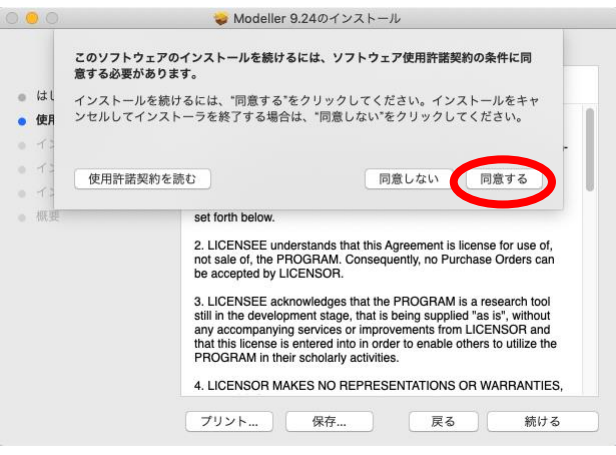 Modeller 9.24のインストール
このソフトウェアのインストールを続けるには、ソフトウェア使用許諾契約の条件に同
意する必要があります。
インストールを続けるには、“同意する”をクリックしてください。インストールをキャ
ンセルしてインストーラを終了する場合は、“同意しない”をクリックしてください。
使用許諾契約を読む
同意しない
同意する
はじ
使用
イン
イン
イン
概要
set forth below.
2. LICENSEE understands that this Agreement is license for use of,
not sale of, the PROGRAM. Consequently, no Purchase Orders can
be accepted by LICENSOR.
3. LICENSEE acknowledges that the PROGRAM is a research tool
still in the development stage, that is being supplied "as is", without
any accompanying services or improvements from LICENSOR and
that this license is entered into in order to enable others to utilize the
PROGRAM in their scholarly activities.
4. LICENSOR MAKES NO REPRESENTATIONS OR WARRANTIES,
プリント...
保存...
戻る
続ける